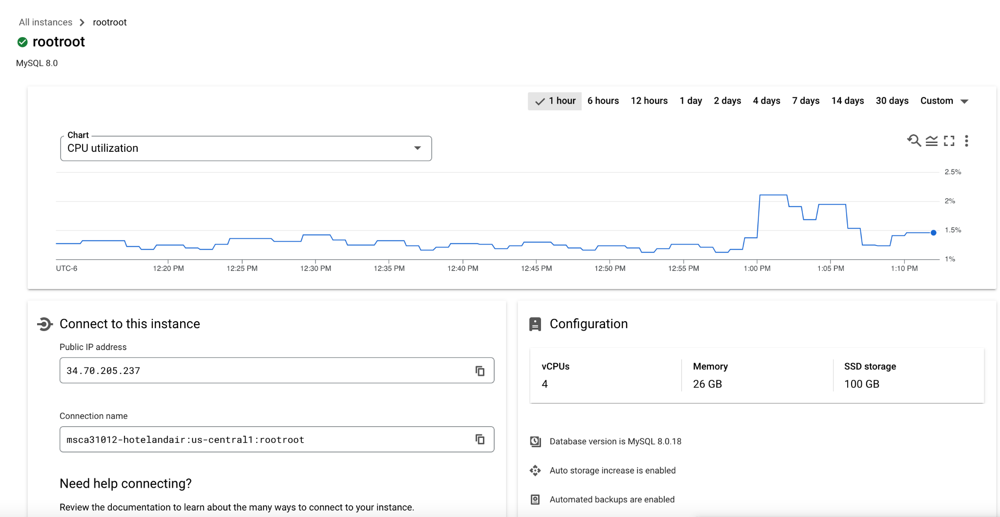 All instances rootroot
rootroot
MySQL 8.0
1 hour 6 hours 12 hours 1 day 2 days 4 days 7 days 14 days 30 days Custom
Chart
CPU utilization
2.5%
2%
1.5%
1%
UTC-6 12:20 PM 12:25 PM 12:30 PM 12:35 PM 12:40 PM 12:45 PM 12:50 PM 12:55 PM 1:00 PM 1:05 PM 1:10 PM
Connect to this instance
Public IP address
34.70.205.237
Connection name
msca31012-hotelandair:us-central1:rootroot
Need help connecting?
Review the documentation to learn about the many ways to connect to your instance.
Configuration
vCPUs Memory SSD storage
4 26 GB 100 GB
Database version is MySQL 8.0.18
Auto storage increase is enabled
Automated backups are enabled